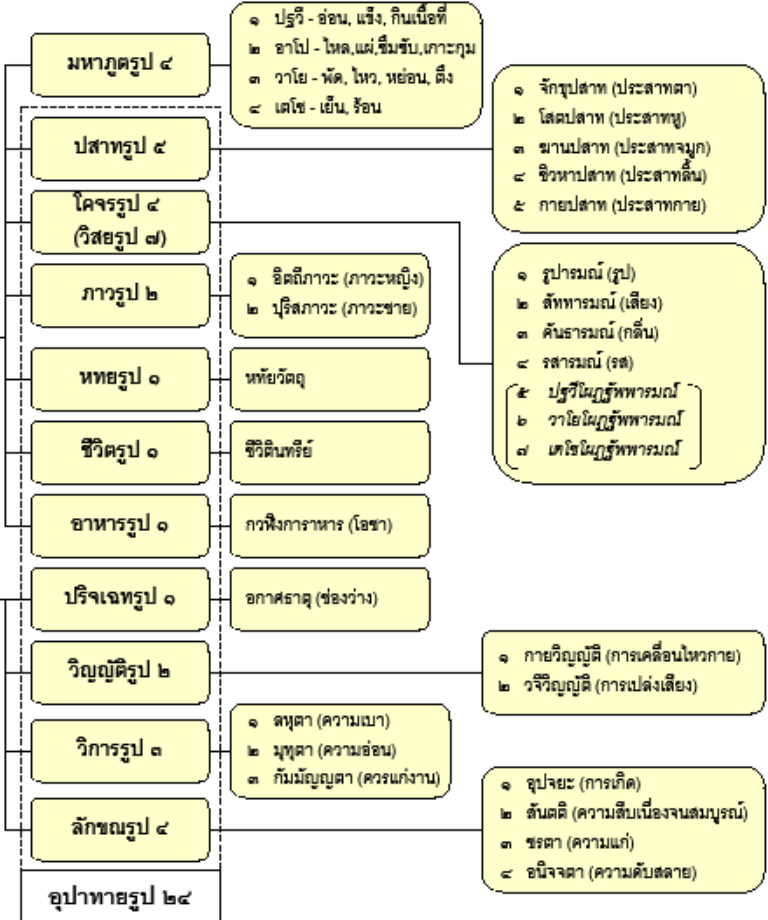 มหาภูตรูป ๔
๑ ปฐวี - อ่อน, แข็ง, กินเนื้อที่
๒ อาโป - ไหล,แผ่,ซึมซับ,เกาะกุม
๓ วาโย - พัด, ไหว, หย่อน, ตึง
๔ เตโช - เย็น, ร้อน
ปสาทรูป ๕
๑ จักขุปสาท (ประสาทตา)
๒ โสตปสาท (ประสาทหู)
๓ ฆานปสาท (ประสาทจมูก)
๔ ชิวหาปสาท (ประสาทลิ้น)
๕ กายปสาท (ประสาทกาย)
โคจรรูป ๔
(วิสยรูป ๗)
๑ รูปารมณ์ (รูป)
๒ สัททารมณ์ (เสียง)
๓ คันธารมณ์ (กลิ่น)
๔ รสารมณ์ (รส)
๕ ปฐวีโผฏฐัพพารมณ์
๖ วาโยโผฏฐัพพารมณ์
๗ เตโชโผฏฐัพพารมณ์
ภาวรูป ๒
๑ อิตถีภาวะ (ภาวะหญิง)
๒ ปุริสภาวะ (ภาวะชาย)
หทยรูป ๑
หทัยวัตถุ
ชีวิตรูป ๑
ชีวิตินทรีย์
อาหารรูป ๑
กวฬิงการาหาร (โอชา)
ปริจเฉทรูป ๑
อกาศธาตุ (ช่องว่าง)
วิญญัติรูป ๒
๑ กายวิญญัติ (การเคลื่อนไหวกาย)
๒ วจีวิญญัติ (การเปล่งเสียง)
วิการรูป ๓
๑ ลหุตา (ความเบา)
๒ มุทุตา (ความอ่อน)
๓ กัมมัญญตา (ควรแก่งาน)
ลักขณรูป ๔
๑ อุปจยะ (การเกิด)
๒ สันตติ (ความสืบเนื่องจนสมบูรณ์)
๓ ชรตา (ความแก่)
๔ อนิจจตา (ความดับสลาย)
อุปาทายรูป ๒๔